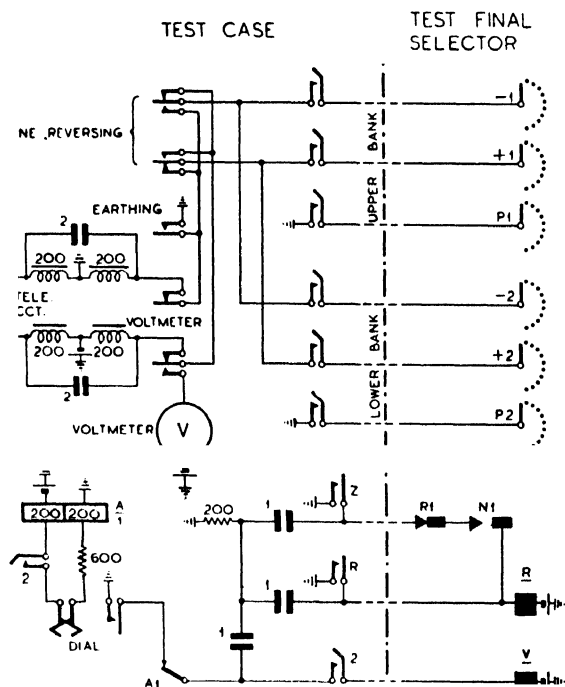 TEST CASE
TEST FINAL
SELECTOR
-1
NE REVERSING
BANK
+1
UPPER
EARTHING
P1
2
200 200
-2
TELE.
CCT.
VOLTMETER
BANK
200 200
+2
2
LOWER
VOLTMETER V
P2
200 200 A
1
200
1
Z
R1
N1
2
600
R
R
1
DIAL
1
2
V
A1